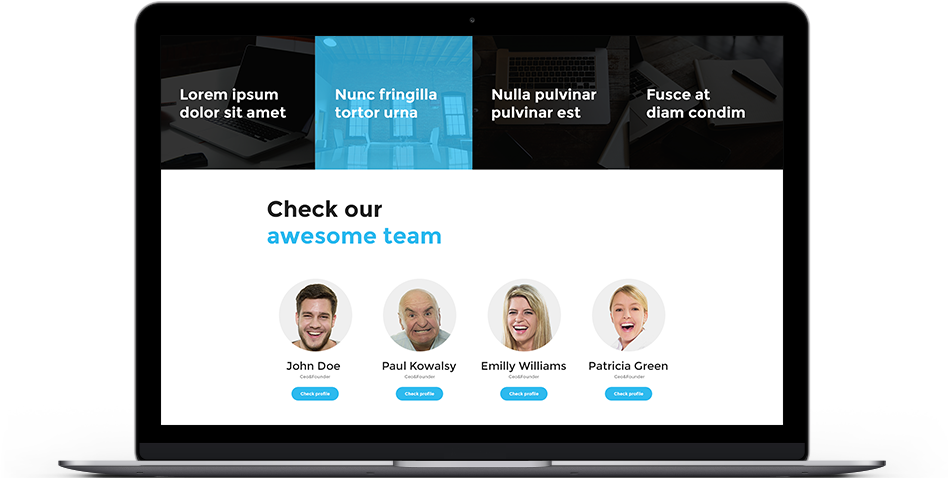 Lorem ipsum
dolor sit amet
Nunc fringilla
tortor urna
Nulla pulvinar
pulvinar est
Fusce at
diam condim
Check our
awesome team
John Doe
Paul Kowalsy
Emilly Williams
Patricia Green
Ceo&Founder
Ceo&Founder
Ceo&Founder
Ceo&Founder
Check profile
Check profile
Check profile
Check profile